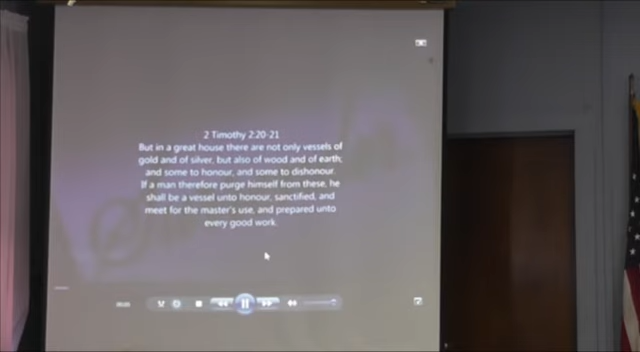 2 Timothy 2:20-21
But in a great house there are not only vessels of
gold and of silver, but also of wood and of earth;
and some to honour, and some to dishonour.
If a man therefore purge himself from these, he
shall be a vessel unto honour, sanctified, and
meet for the master's use, and prepared unto
every good work.